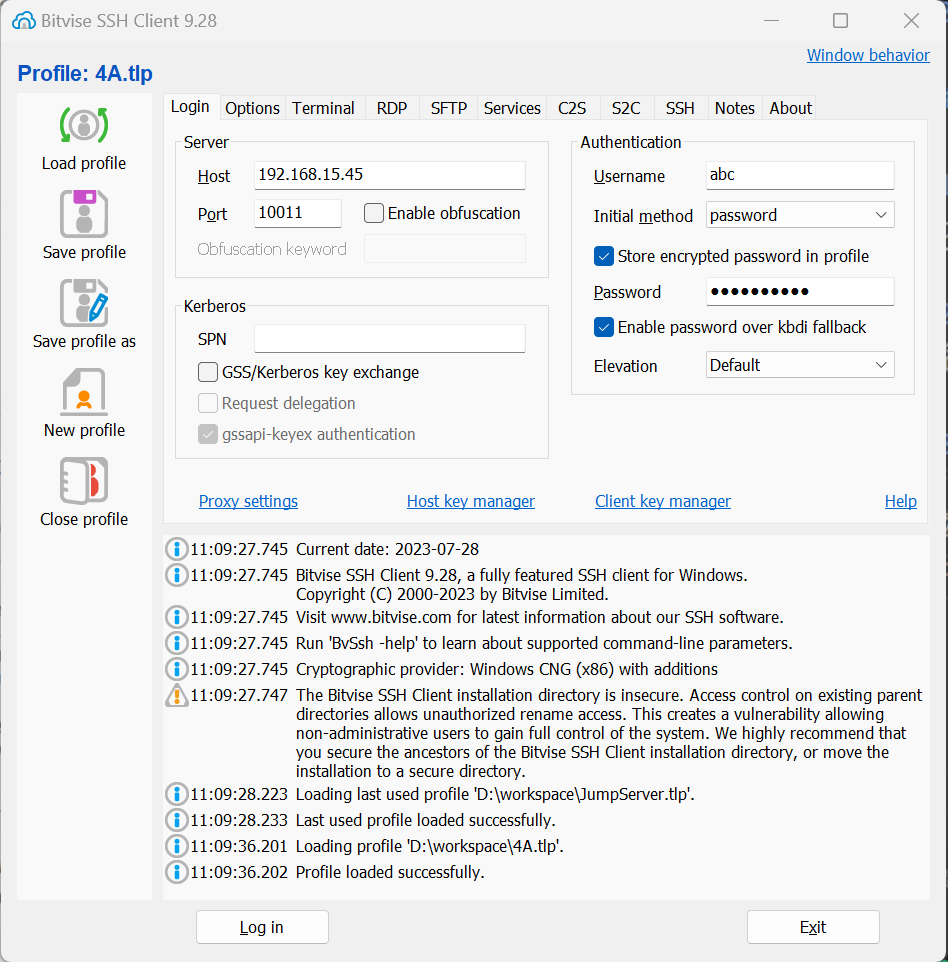 Bitvise SSH Client 9.28
Window behavior
Profile: 4A.tlp
Load profile
Save profile
Save profile as
New profile
Close profile
Login Options Terminal RDP SFTP Services C2S S2C SSH Notes About
Server
Host 192.168.15.45
Port 10011 Enable obfuscation
Obfuscation keyword
Kerberos
SPN
GSS/Kerberos key exchange
Request delegation
gssapi-keyex authentication
Authentication
Username abc
Initial method password
Store encrypted password in profile
Password ●●●●●●●●●●
Enable password over kbdi fallback
Elevation Default
Proxy settings Host key manager Client key manager Help
11:09:27.745 Current date: 2023-07-28
11:09:27.745 Bitvise SSH Client 9.28, a fully featured SSH client for Windows.
Copyright (C) 2000-2023 by Bitvise Limited.
11:09:27.745 Visit www.bitvise.com for latest information about our SSH software.
11:09:27.745 Run 'BvSsh -help' to learn about supported command-line parameters.
11:09:27.745 Cryptographic provider: Windows CNG (x86) with additions
11:09:27.747 The Bitvise SSH Client installation directory is insecure. Access control on existing parent
directories allows unauthorized rename access. This creates a vulnerability allowing
non-administrative users to gain full control of the system. We highly recommend that
you secure the ancestors of the Bitvise SSH Client installation directory, or move the
installation to a secure directory.
11:09:28.223 Loading last used profile 'D:\workspace\JumpServer.tlp'.
11:09:28.233 Last used profile loaded successfully.
11:09:36.201 Loading profile 'D:\workspace\4A.tlp'.
11:09:36.202 Profile loaded successfully.
Log in Exit